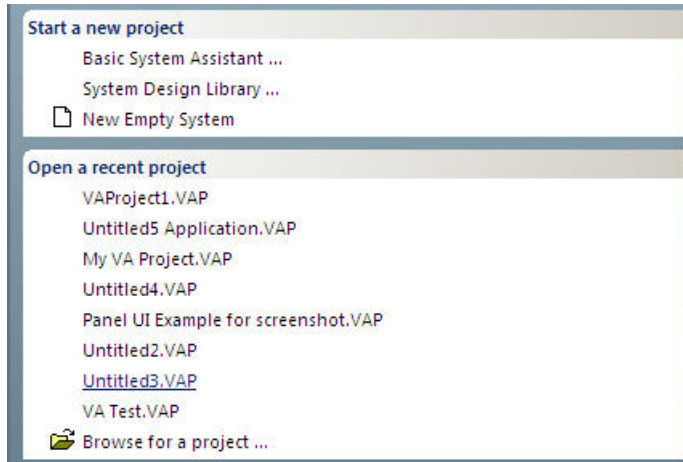 Start a new project
Basic System Assistant ...
System Design Library ...
New Empty System
Open a recent project
VAProject1.VAP
Untitled5 Application.VAP
My VA Project.VAP
Untitled4.VAP
Panel UI Example for screenshot.VAP
Untitled2.VAP
Untitled3.VAP
VA Test.VAP
Browse for a project ...